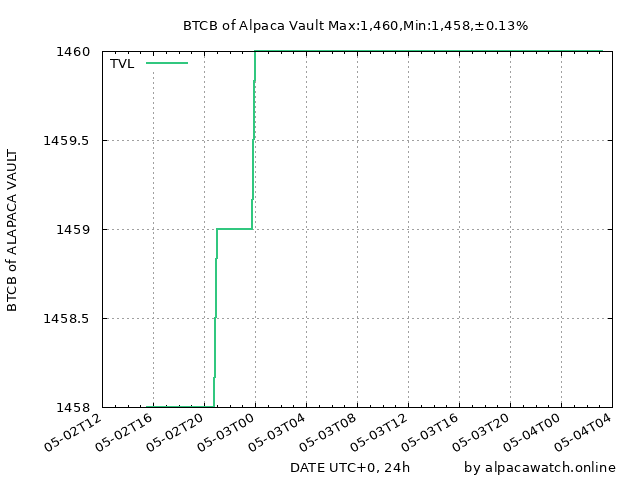 BTCB of Alpaca Vault Max:1,460,Min:1,458,±0.13%
TVL
1460
1459.5
1459
1458.5
1458
BTCB of ALAPACA VAULT
05-02T12
05-02T16
05-02T20
05-03T00
05-03T04
05-03T08
05-03T12
05-03T16
05-03T20
05-04T00
05-04T04
DATE UTC+0, 24h
by alpacawatch.online